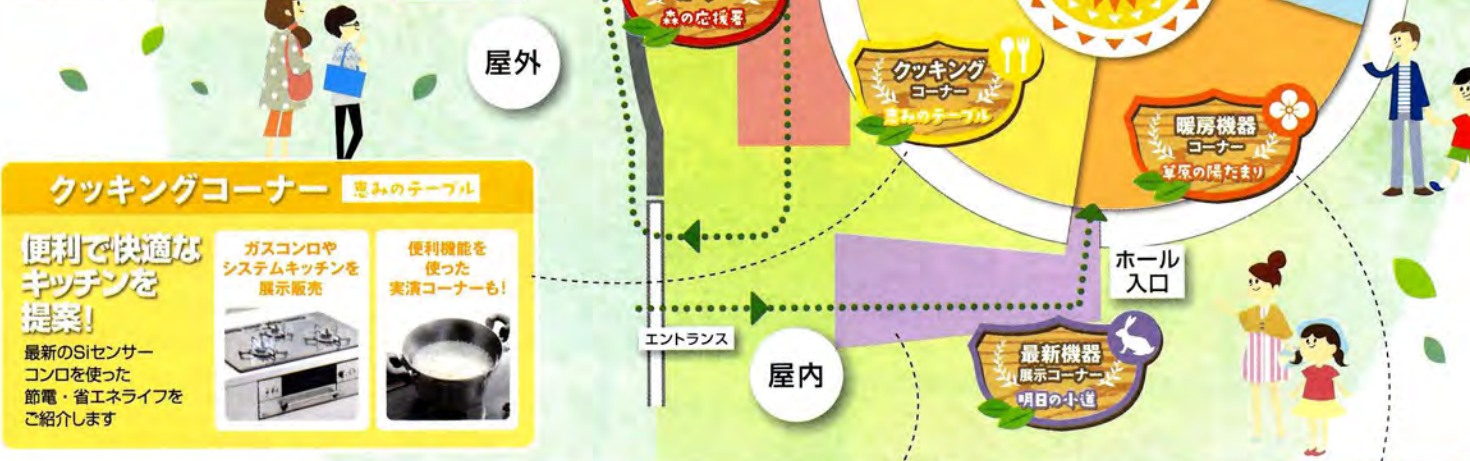 森の応援番
屋外
クッキング
コーナー
恵みのテーブル
暖房機器
コーナー
草原の陽だまり
クッキングコーナー 恵みのテーブル
便利で快適な
キッチンを
提案!
最新のSiセンサー
コンロを使った
節電・省エネライフを
ご紹介します
ガスコンロや
システムキッチンを
展示販売
便利機能を
使った
実演コーナーも!
ホール
入口
エントランス
屋内
最新機器
展示コーナー
明日の小道